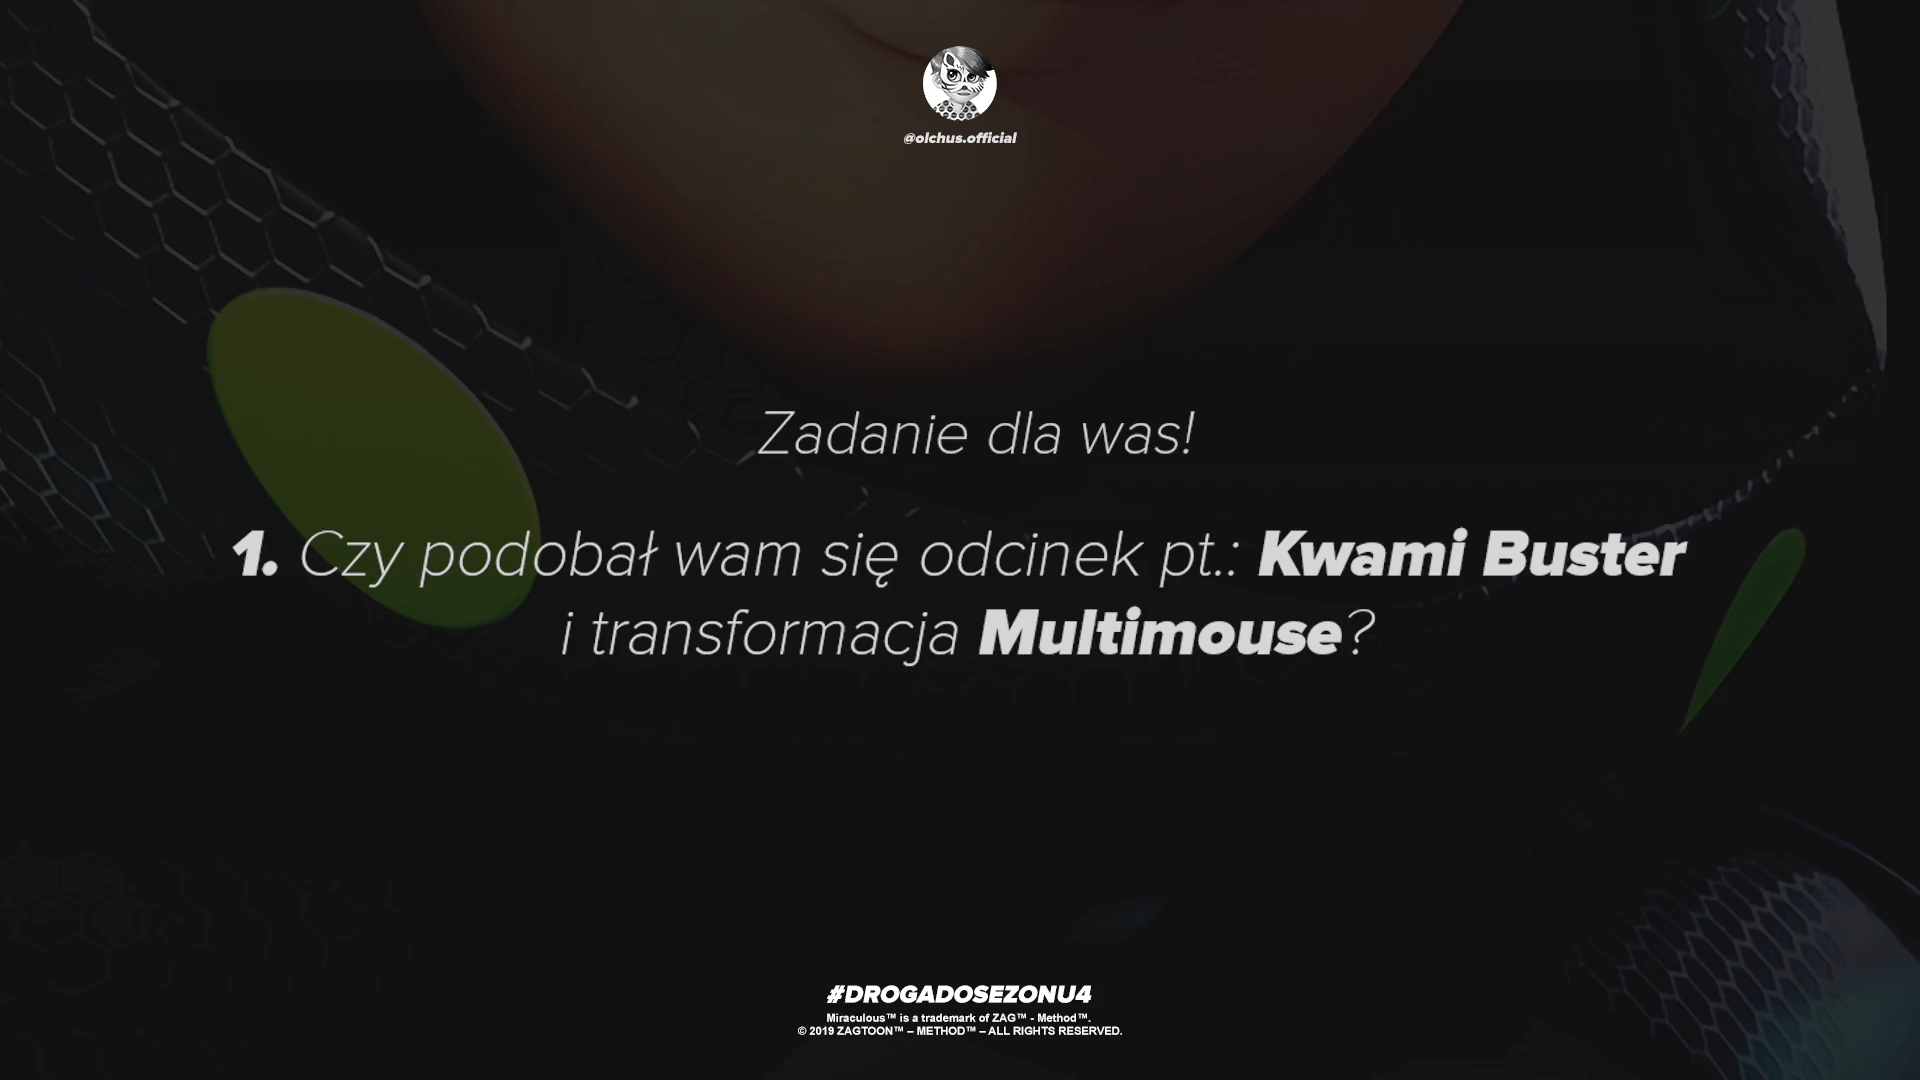 @olchus.official
Zadanie dla was!
1. Czy podobał wam się odcinek pt.: Kwami Buster
i transformacja Multimouse?
#DROGADOSEZONU4
Miraculous™ is a trademark of ZAG™ - Method™.
© 2019 ZAGTOON™ – METHOD™ – ALL RIGHTS RESERVED.